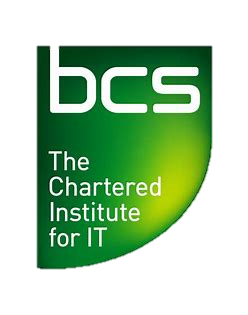 bcs
The
Chartered
Institute
for IT